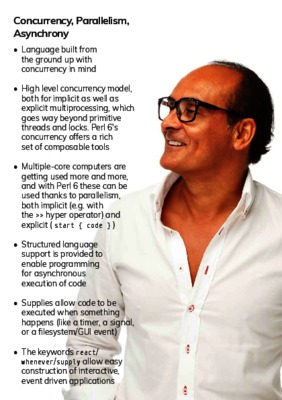 Concurrency, Parallelism,
Asynchrony
• Language built from
the ground up with
concurrency in mind
• High level concurrency model,
both for implicit as well as
explicit multiprocessing, which
goes way beyond primitive
threads and locks. Perl 6's
concurrency offers a rich
set of composable tools
• Multiple-core computers are
getting used more and more,
and with Perl 6 these can be
used thanks to parallelism,
both implicit (e.g. with
the >> hyper operator) and
explicit ( start { code } )
• Structured language
support is provided to
enable programming
for asynchronous
execution of code
• Supplies allow code to be
executed when something
happens (like a timer, a signal,
or a filesystem/GUI event)
• The keywords react/
whenever/supply allow easy
construction of interactive,
event driven applications